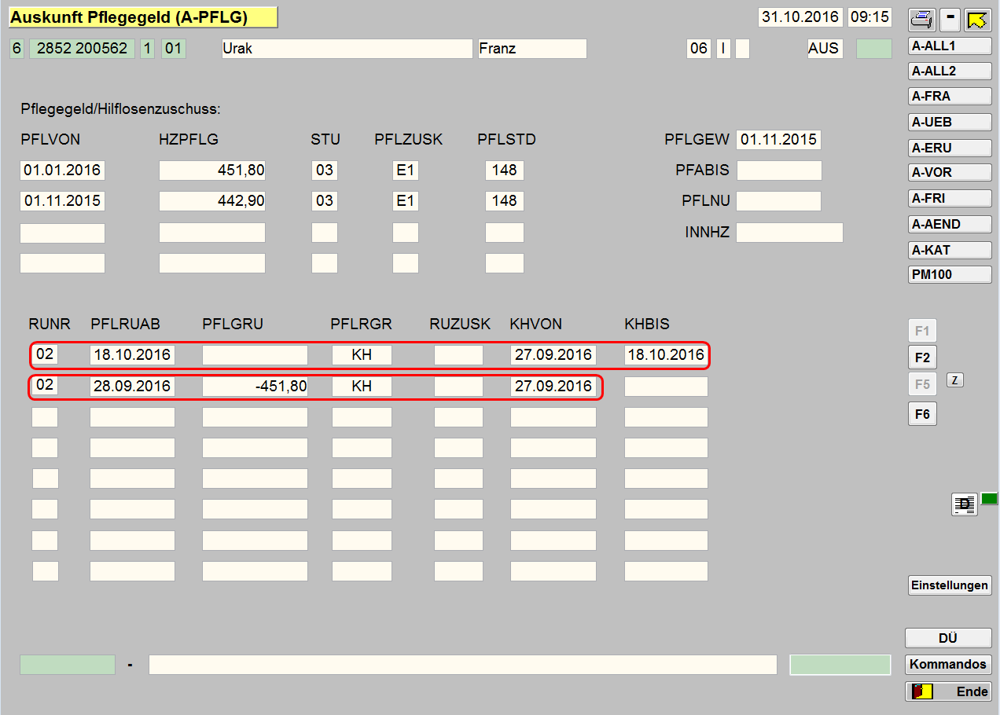 Auskunft Pflegegeld (A-PFLG) 31.10.2016 09:15 -
6 2852 200562 1 01 Urak Franz 06 I AUS
A-ALL1
A-ALL2
A-FRA
A-UEB
A-ERU
A-VOR
A-FRI
A-AEND
A-KAT
PM100
Pflegegeld/Hilflosenzuschuss:
PFLVON HZPFLG STU PFLZUSK PFLSTD PFLGEW 01.11.2015
01.01.2016 451,80 03 E1 148 PFABIS
01.11.2015 442,90 03 E1 148 PFLNU
INNHZ
RUNR PFLRUAB PFLGRU PFLRGR RUZUSK KHVON KHBIS
02 18.10.2016 KH 27.09.2016 18.10.2016
02 28.09.2016 -451,80 KH 27.09.2016
F1
F2
F5 Z
F6
D
Einstellungen
DÜ
- Kommandos
Ende